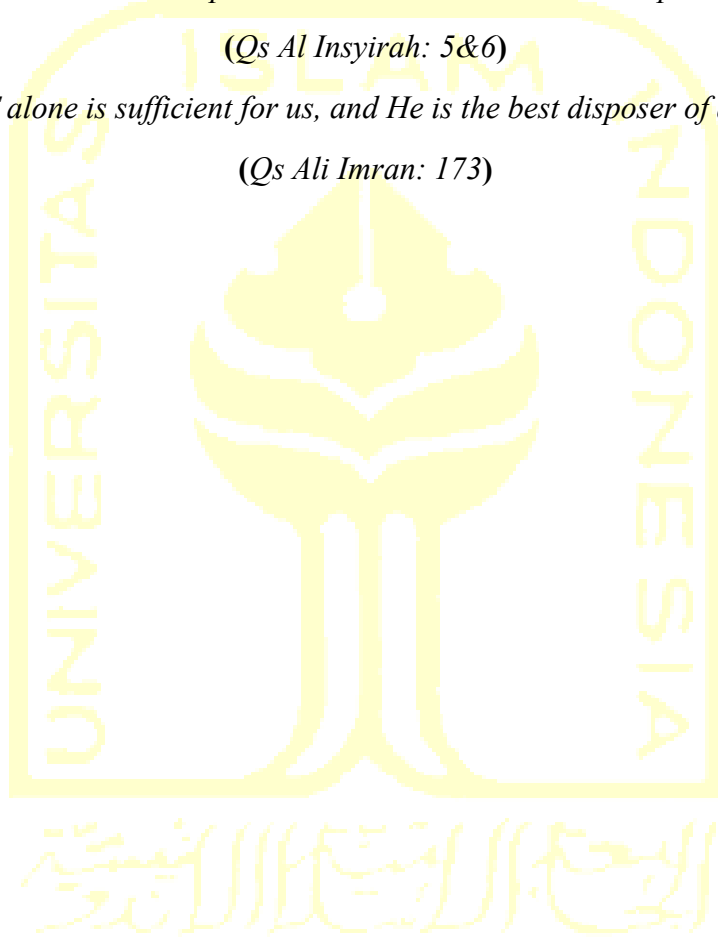 (Qs Al Insyirah: 5&6)
alone is sufficient for us, and He is the best disposer of
(Qs Ali Imran: 173)
ISLAM
UNIVERSITAS
INDONESIA